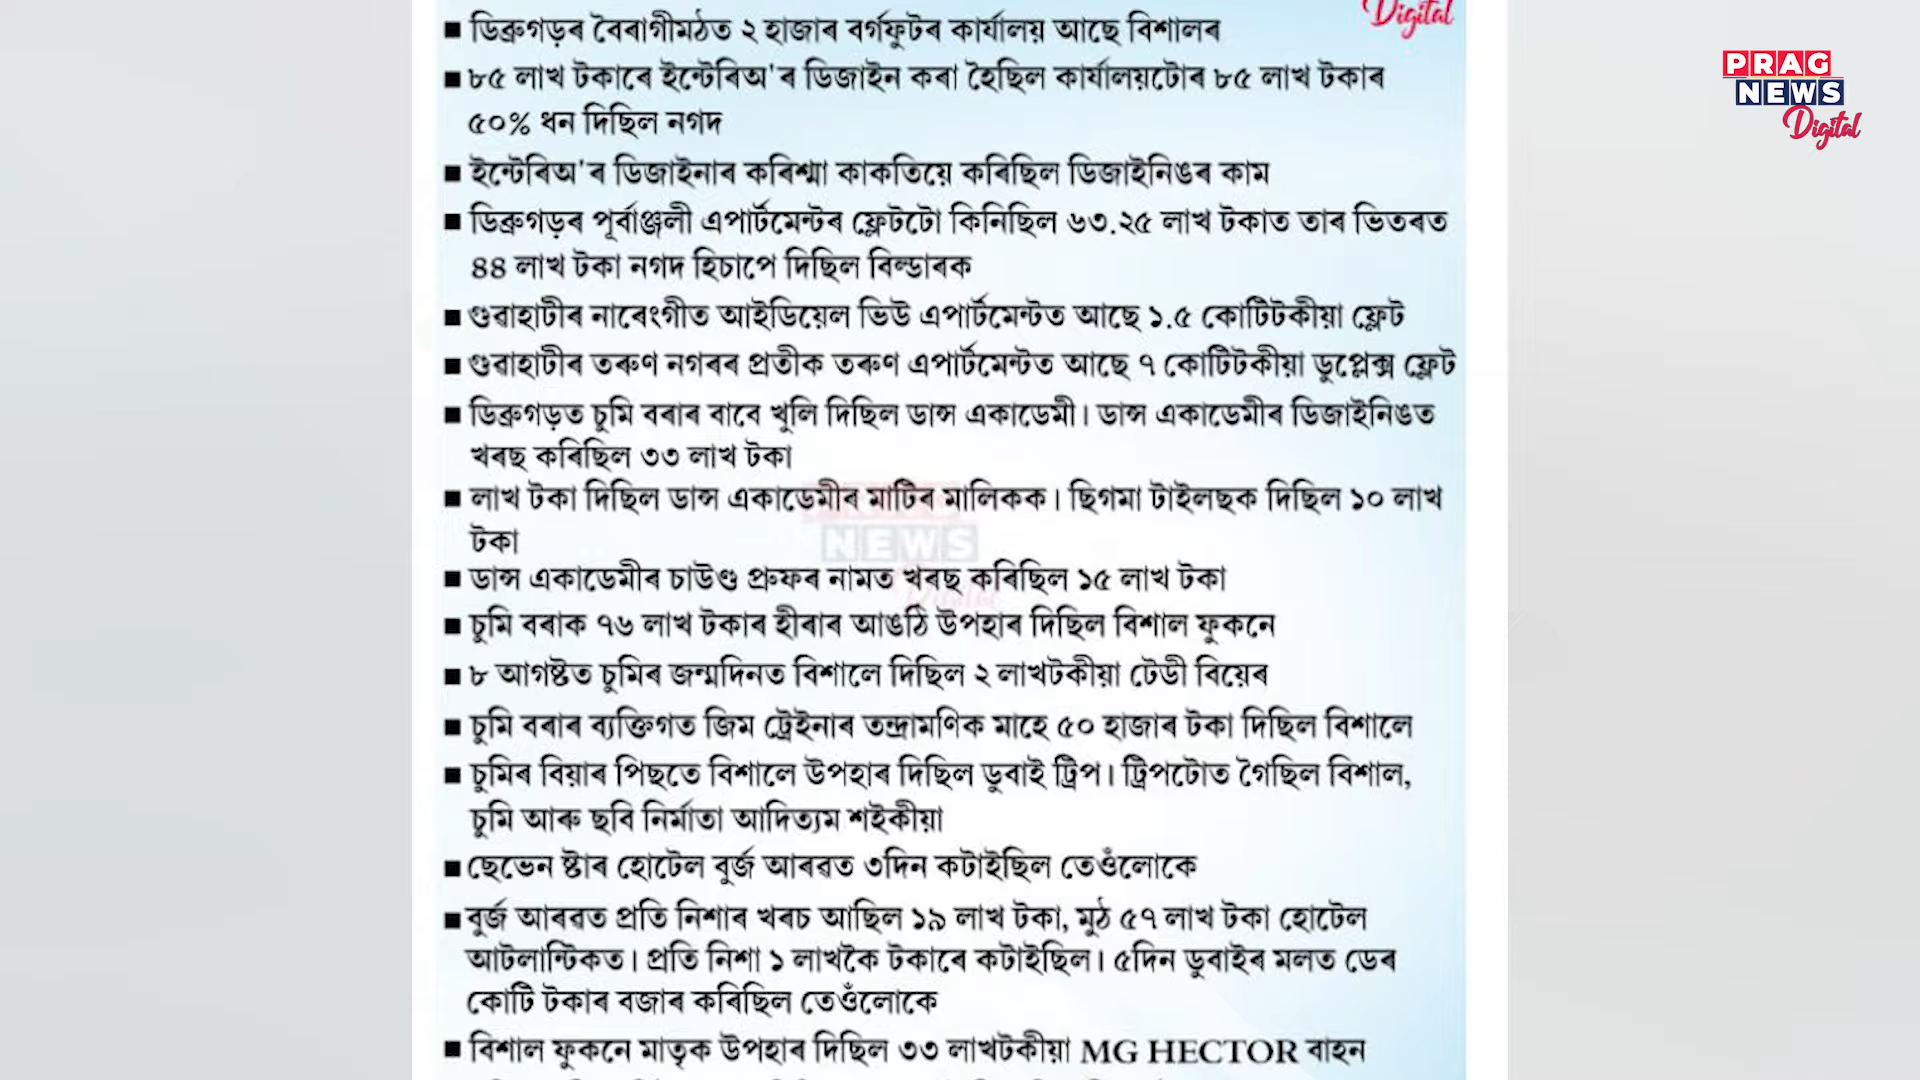 Digital
PRAG
NEWS
Digital
■ ডিব্ৰুগড়ৰ বৈৰাগীমঠত ২ হাজাৰ বৰ্গফুটৰ কাৰ্যালয় আছে বিশালৰ
■ ৮৫ লাখ টকাৰে ইন্টেৰিঅ'ৰ ডিজাইন কৰা হৈছিল কাৰ্যালয়টোৰ ৮৫ লাখ টকাৰ
৫০% ধন দিছিল নগদ
■ ইন্টেৰিঅ'ৰ ডিজাইনাৰ কৰিশ্মা কাকতিয়ে কৰিছিল ডিজাইনিঙৰ কাম
■ ডিব্ৰুগড়ৰ পূৰ্বাঞ্জলী এপাৰ্টমেন্টৰ ফ্লেটটো কিনিছিল ৬৩.২৫ লাখ টকাত তাৰ ভিতৰত
৪৪ লাখ টকা নগদ হিচাপে দিছিল বিল্ডাৰক
■ গুৱাহাটীৰ নাৰেংগীত আইডিয়েল ভিউ এপাৰ্টমেন্টত আছে ১.৫ কোটিটকীয়া ফ্লেট
■ গুৱাহাটীৰ তৰুণ নগৰৰ প্ৰতীক তৰুণ এপাৰ্টমেন্টত আছে ৭ কোটিটকীয়া ডুপ্লেক্স ফ্লেট
■ ডিব্ৰুগড়ত চুমি বৰাৰ বাবে খুলি দিছিল ডান্স একাডেমী। ডান্স একাডেমীৰ ডিজাইনিঙত
খৰছ কৰিছিল ৩৩ লাখ টকা
■ লাখ টকা দিছিল ডান্স একাডেমীৰ মাটিৰ মালিকক। ছিগমা টাইলছক দিছিল ১০ লাখ
টকা
NEWS
Digital
■ ডান্স একাডেমীৰ চাউণ্ড প্ৰুফৰ নামত খৰছ কৰিছিল ১৫ লাখ টকা
■ চুমি বৰাক ৭৬ লাখ টকাৰ হীৰাৰ আঙঠি উপহাৰ দিছিল বিশাল ফুকনে
■ ৮ আগষ্টত চুমিৰ জন্মদিনত বিশালে দিছিল ২ লাখটকীয়া টেডী বিয়েৰ
■ চুমি বৰাৰ ব্যক্তিগত জিম ট্ৰেইনাৰ তন্দ্ৰামণিক মাহে ৫০ হাজাৰ টকা দিছিল বিশালে
■ চুমিৰ বিয়াৰ পিছতে বিশালে উপহাৰ দিছিল ডুবাই ট্ৰিপ। ট্ৰিপটোত গৈছিল বিশাল,
চুমি আৰু ছবি নিৰ্মাতা আদিত্যম শইকীয়া
■ ছেভেন ষ্টাৰ হোটেল বুৰ্জ আৰৱত ৩দিন কটাইছিল তেওঁলোকে
■ বুৰ্জ আৰৱত প্ৰতি নিশাৰ খৰচ আছিল ১৯ লাখ টকা, মুঠ ৫৭ লাখ টকা হোটেল
আটলান্টিকত। প্ৰতি নিশা ১ লাখকৈ টকাৰে কটাইছিল। ৫দিন ডুবাইৰ মলত ডেৰ
কোটি টকাৰ বজাৰ কৰিছিল তেওঁলোকে
■ বিশাল ফুকনে মাতৃক উপহাৰ দিছিল ৩৩ লাখটকীয়া MG HECTOR বাহন